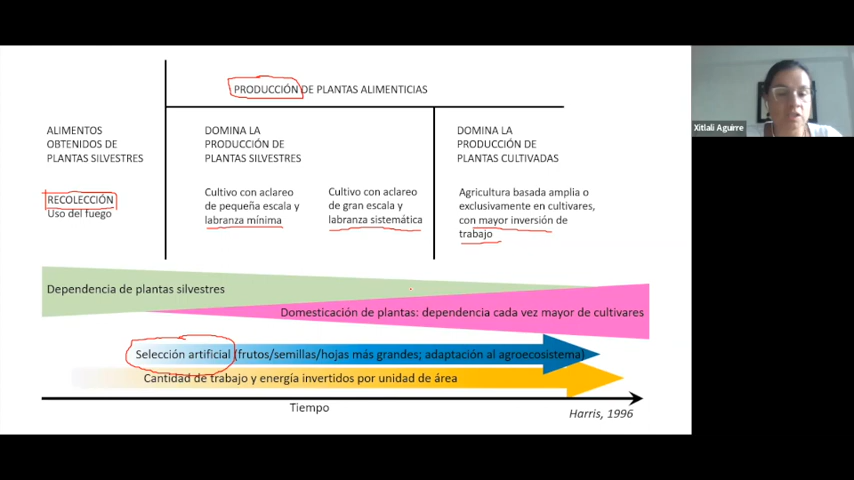 PRODUCCIÓN DE PLANTAS ALIMENTICIAS
ALIMENTOS
OBTENIDOS DE
PLANTAS SILVESTRES
RECOLECCIÓN
Uso del fuego
DOMINA LA
PRODUCCIÓN DE
PLANTAS SILVESTRES
Cultivo con aclareo
de pequeña escala y
labranza mínima
Cultivo con aclareo
de gran escala y
labranza sistemática
DOMINA LA
PRODUCCIÓN DE
PLANTAS CULTIVADAS
Agricultura basada amplia o
exclusivamente en cultivares,
con mayor inversión de
trabajo
Dependencia de plantas silvestres
Domesticación de plantas: dependencia cada vez mayor de cultivares
Selección artificial (frutos/semillas/hojas más grandes; adaptación al agroecosistema)
Cantidad de trabajo y energía invertidos por unidad de área
Tiempo
Harris, 1996
Xitlali Aguirre